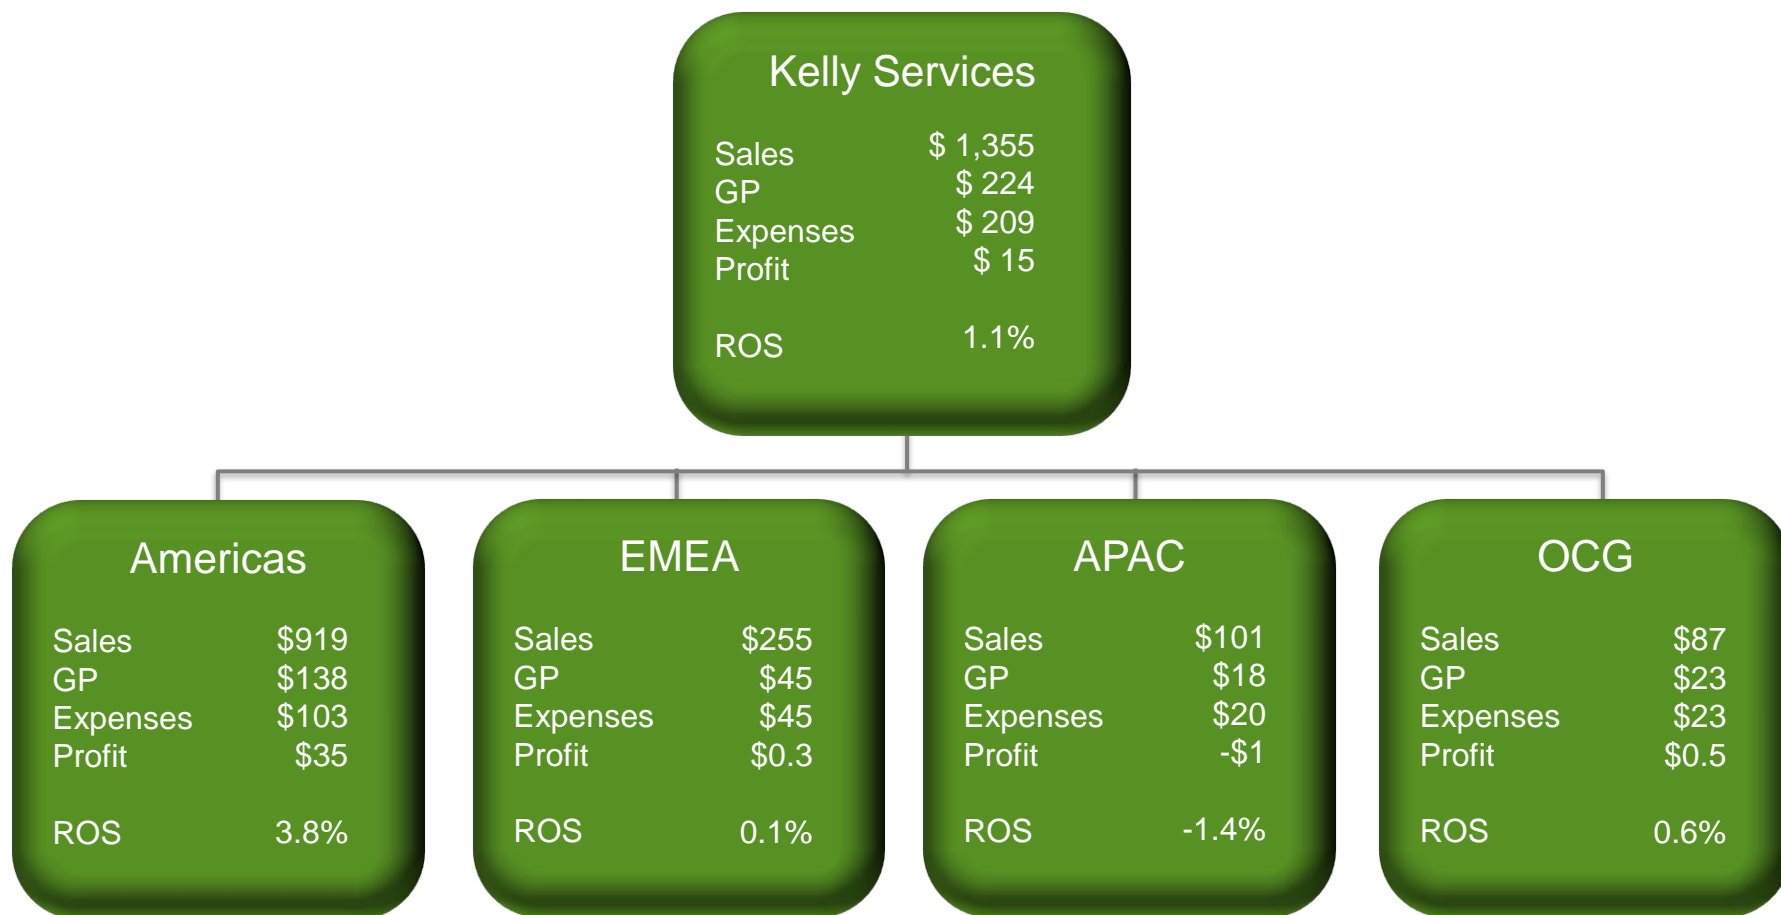 Kelly Services
Sales $ 1,355
GP $ 224
Expenses $ 209
Profit $ 15
ROS 1.1%
Americas
Sales $919
GP $138
Expenses $103
Profit $35
ROS 3.8%
EMEA
Sales $255
GP $45
Expenses $45
Profit $0.3
ROS 0.1%
APAC
Sales $101
GP $18
Expenses $20
Profit -$1
ROS -1.4%
OCG
Sales $87
GP $23
Expenses $23
Profit $0.5
ROS 0.6%